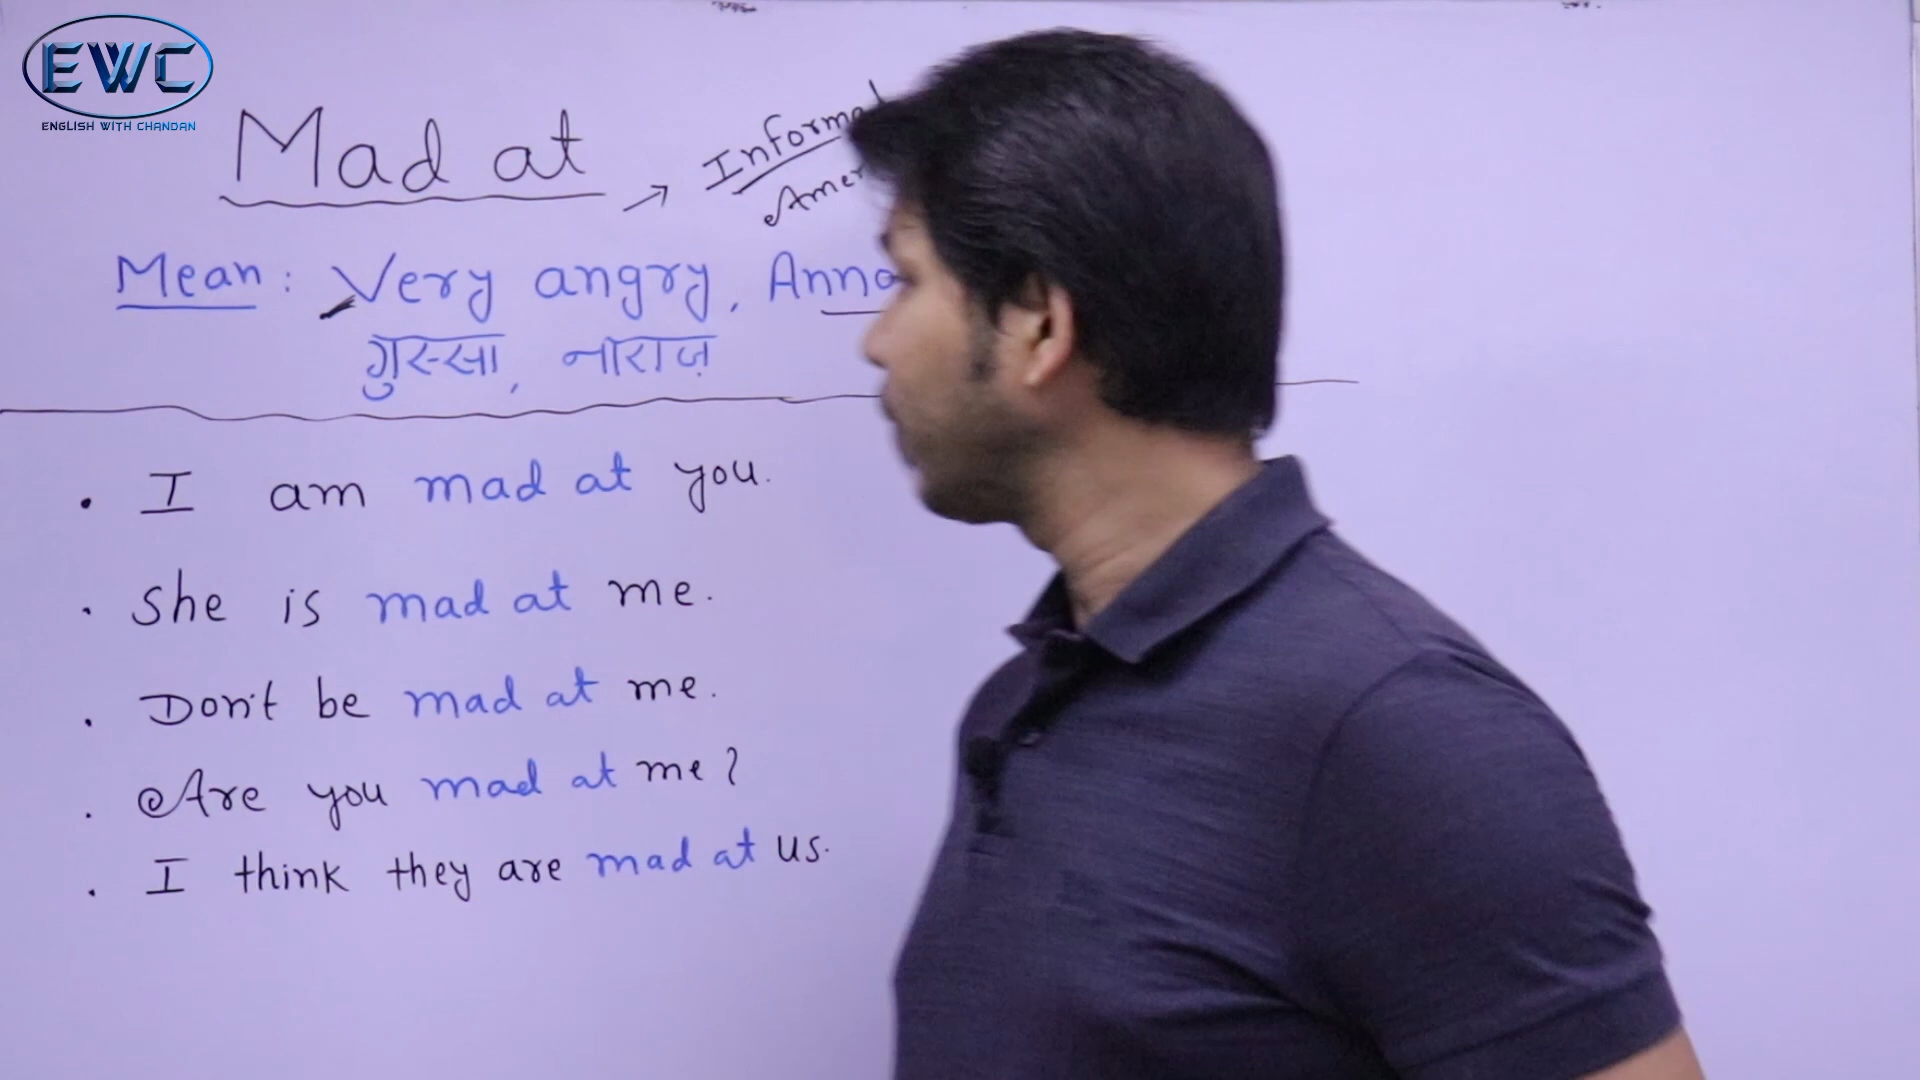 EWC
ENGLISH WITH CHANDAN
Mad at →
Mean: Very angry,
गुस्सा, नाराज़
• I am mad at you.
• She is mad at me.
• Don't be mad at me.
• Are you mad at me?
• I think they are mad at us.